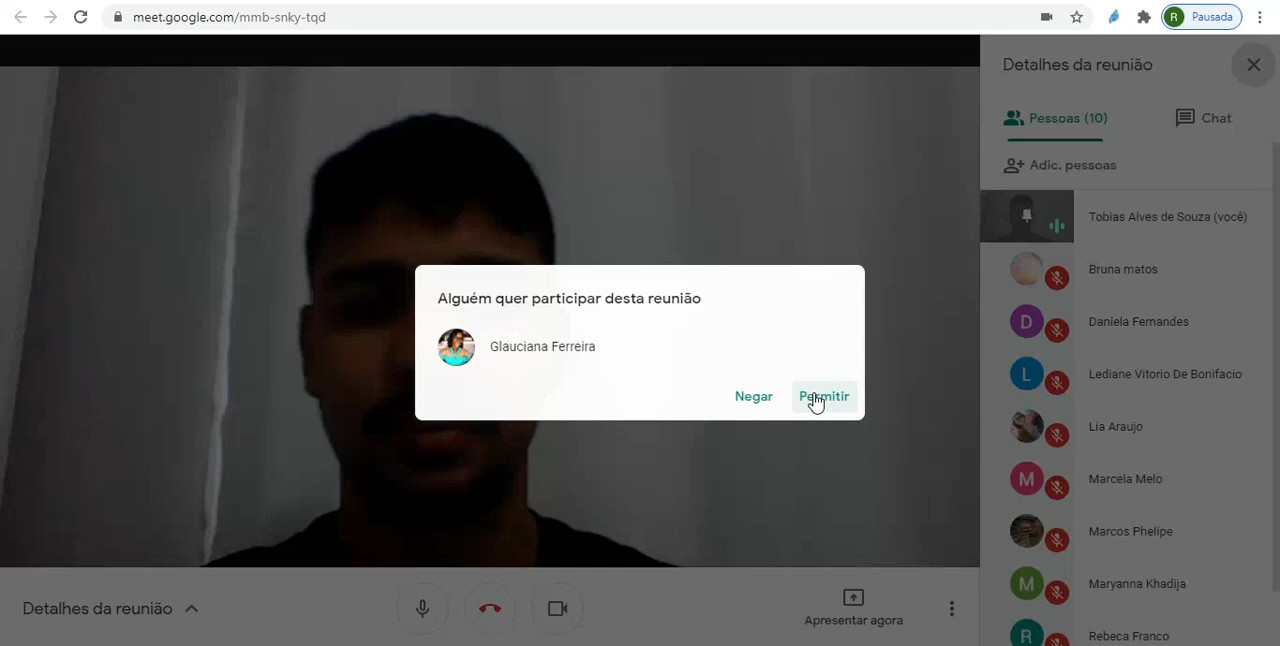 meet.google.com/mmb-snky-tqd
R Pausada
Detalhes da reunião
Pessoas (10)
Chat
Adic. pessoas
Tobias Alves de Souza (você)
Bruna matos
D Daniela Fernandes
L Lediane Vitorio De Bonifacio
Lia Araujo
M Marcela Melo
Marcos Phelipe
M Maryanna Khadija
R Rebeca Franco
Alguém quer participar desta reunião
Glauciana Ferreira
Negar Permitir
Detalhes da reunião
Apresentar agora